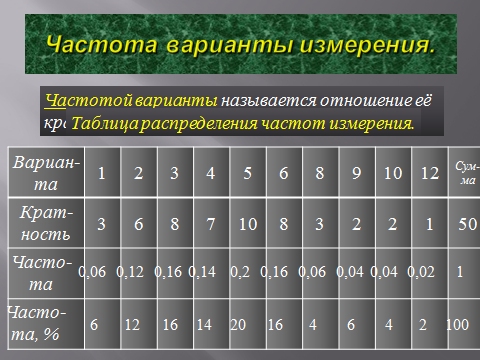 Частота варианты измерения.
Частотой варианты называется отношение её
Таблица распределения частот измерения.
Вариан- 1 2 3 4 5 6 8 9 10 12 Сум-
та ма
Крат- 3 6 8 7 10 8 3 2 2 1 50
ность
Часто- 0,06 0,12 0,16 0,14 0,2 0,16 0,06 0,04 0,04 0,02 1
та
Часто- 6 12 16 14 20 16 4 6 4 2 100
та, %